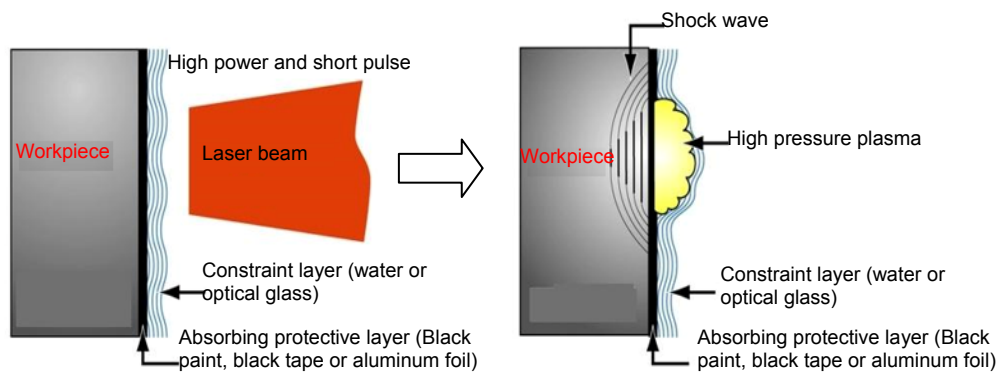 High power and short pulse
Workpiece
Laser beam
Constraint layer (water or
optical glass)
Absorbing protective layer (Black
paint, black tape or aluminum foil)
Shock wave
High pressure plasma
Workpiece
Constraint layer (water or
optical glass)
Absorbing protective layer (Black
paint, black tape or aluminum foil)